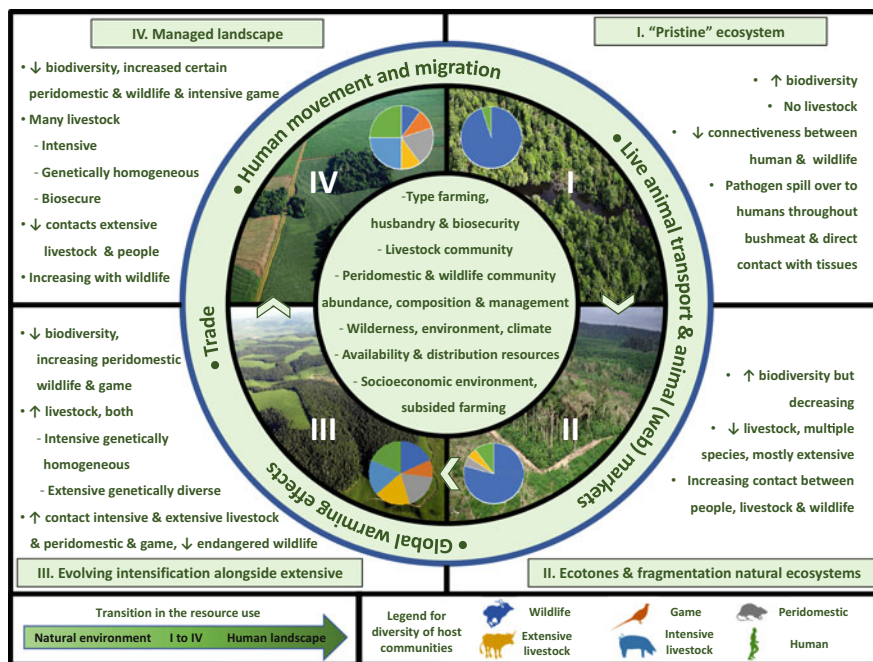 IV. Managed landscape
• ↓ biodiversity, increased certain
peridomestic & wildlife & intensive game
• Many livestock
- Intensive
- Genetically homogeneous
- Biosecure
• ↓ contacts extensive
livestock & people
• Increasing with wildlife
I. “Pristine” ecosystem
• ↑ biodiversity
• No livestock
• ↓ connectiveness between
human & wildlife
• Pathogen spill over to
humans throughout
bushmeat & direct
contact with tissues
• Human movement and migration
• Live animal transport & animal (web) markets
• Global warming effects
• Trade
IV
I
II
III
-Type farming,
husbandry & biosecurity
- Livestock community
- Peridomestic & wildlife community
abundance, composition & management
- Wilderness, environment, climate
- Availability & distribution resources
- Socioeconomic environment,
subsided farming
• ↓ biodiversity,
increasing peridomestic
wildlife & game
• ↑ livestock, both
- Intensive genetically
homogeneous
- Extensive genetically diverse
• ↑ contact intensive & extensive livestock
& peridomestic & game, ↓ endangered wildlife
III. Evolving intensification alongside extensive
• ↑ biodiversity but
decreasing
• ↓ livestock, multiple
species, mostly extensive
• Increasing contact between
people, livestock & wildlife
II. Ecotones & fragmentation natural ecosystems
Transition in the resource use
Natural environment I to IV Human landscape
Legend for
diversity of host
communities
Wildlife
Game
Peridomestic
Extensive
livestock
Intensive
livestock
Human